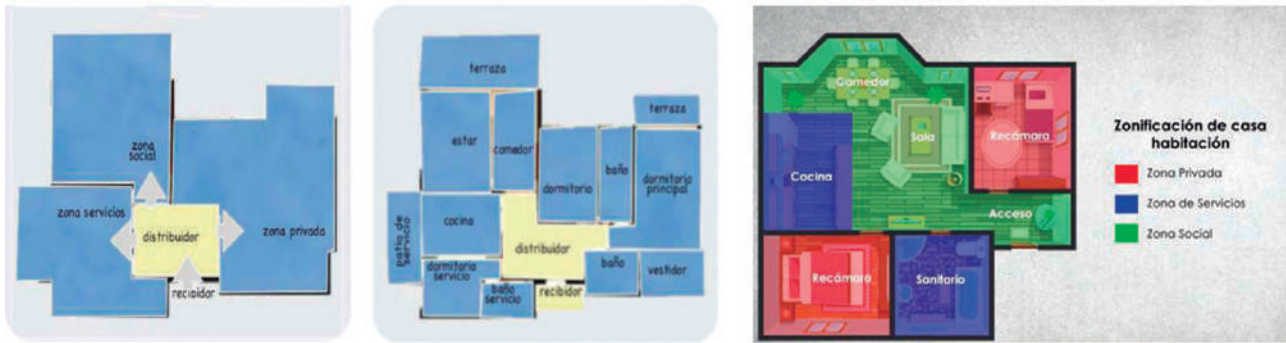 zona
social
zona servicios
distribuidor
zona privada
recibidor
terraza
estar
comedor
terraza
dormitorio
baño
dormitorio
principal
cocina
patio de
servicio
distribuidor
dormitorio
servicio
baño
servicio
recibidor
baño
vestidor
Comedor
Sala
Recámara
Cocina
Acceso
Recámara
Sanitario
Zonificación de casa
habitación
Zona Privada
Zona de Servicios
Zona Social